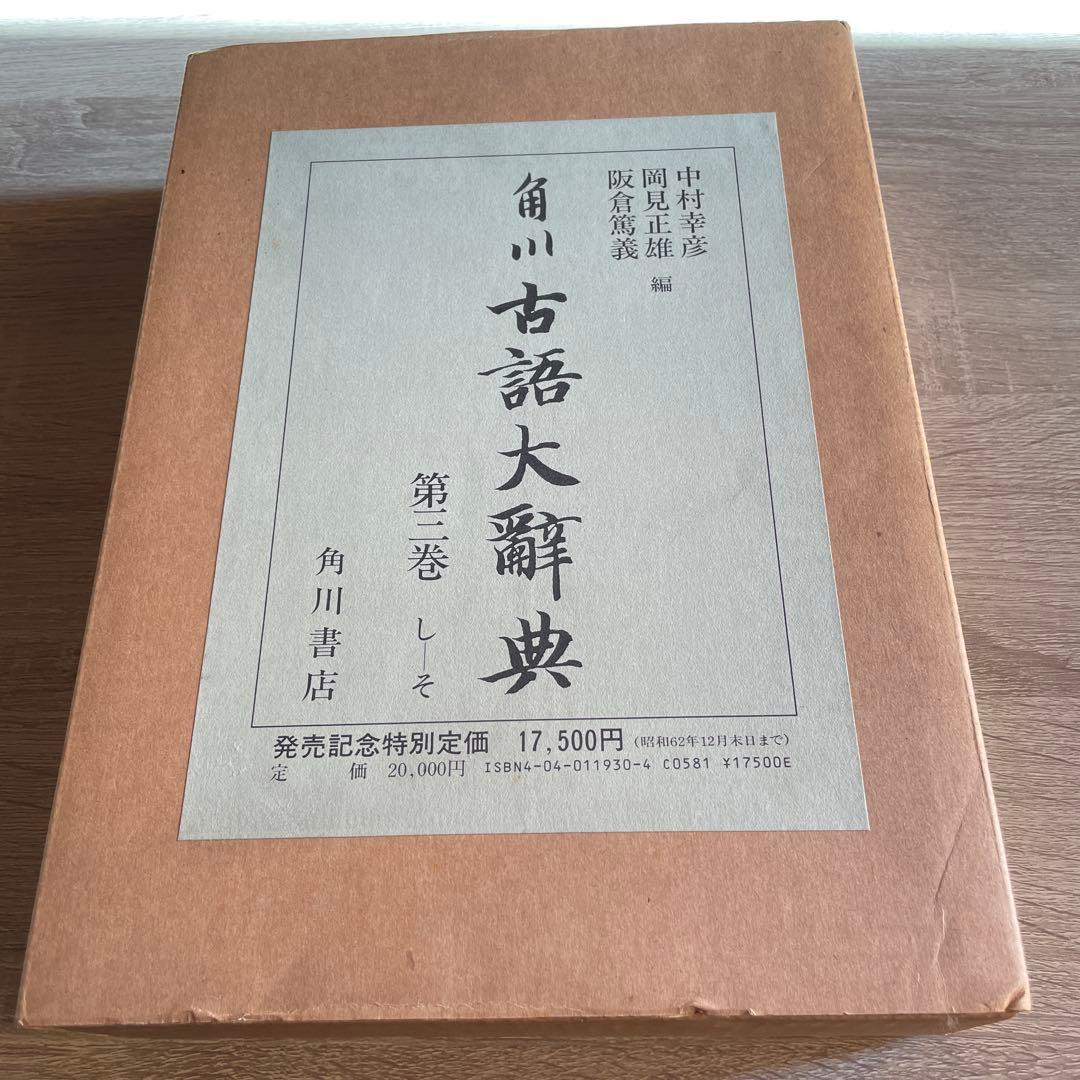 中村幸彦
岡見正雄
阪倉篤義
編
角川古語大辭典
第三巻 し—そ
角川書店
発売記念特別定価 17,500円 (昭和62年12月末日まで)
定 価 20,000円 ISBN4-04-011930-4 C0581 ¥17500E